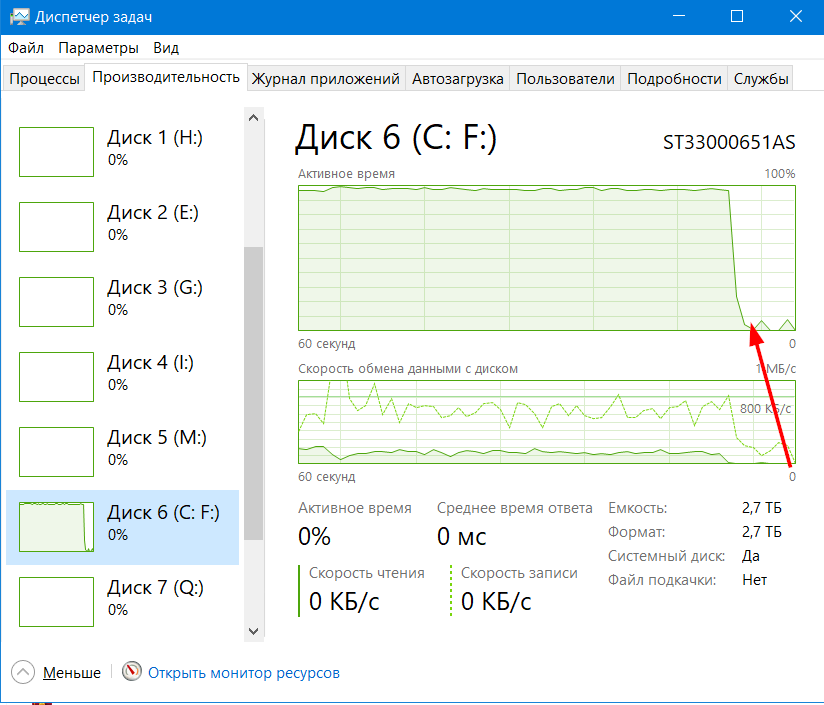 Диспетчер задач
Файл Параметры Вид
Процессы Производительность Журнал приложений Автозагрузка Пользователи Подробности Службы
Диск 1 (H:)
0%
Диск 2 (E:)
0%
Диск 3 (G:)
0%
Диск 4 (I:)
0%
Диск 5 (M:)
0%
Диск 6 (C: F:)
0%
Диск 7 (Q:)
0%
Диск 6 (C: F:) ST33000651AS
Активное время 100%
60 секунд 0
Скорость обмена данными с диском 1 МБ/с
800 КБ/с
60 секунд 0
Активное время Среднее время ответа
0% 0 мс
Скорость чтения Скорость записи
0 КБ/с 0 КБ/с
Емкость: 2,7 ТБ
Формат: 2,7 ТБ
Системный диск: Да
Файл подкачки: Нет
Меньше Открыть монитор ресурсов